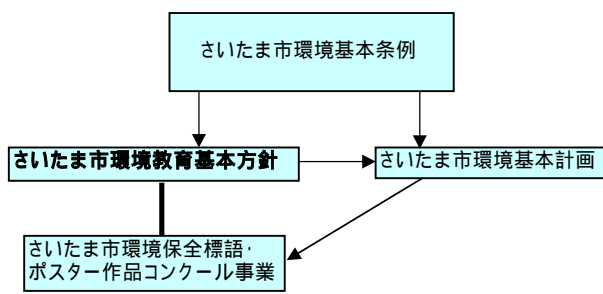 さいたま市環境基本条例
さいたま市環境教育基本方針
さいたま市環境基本計画
さいたま市環境保全標語・
ポスター作品コンクール事業